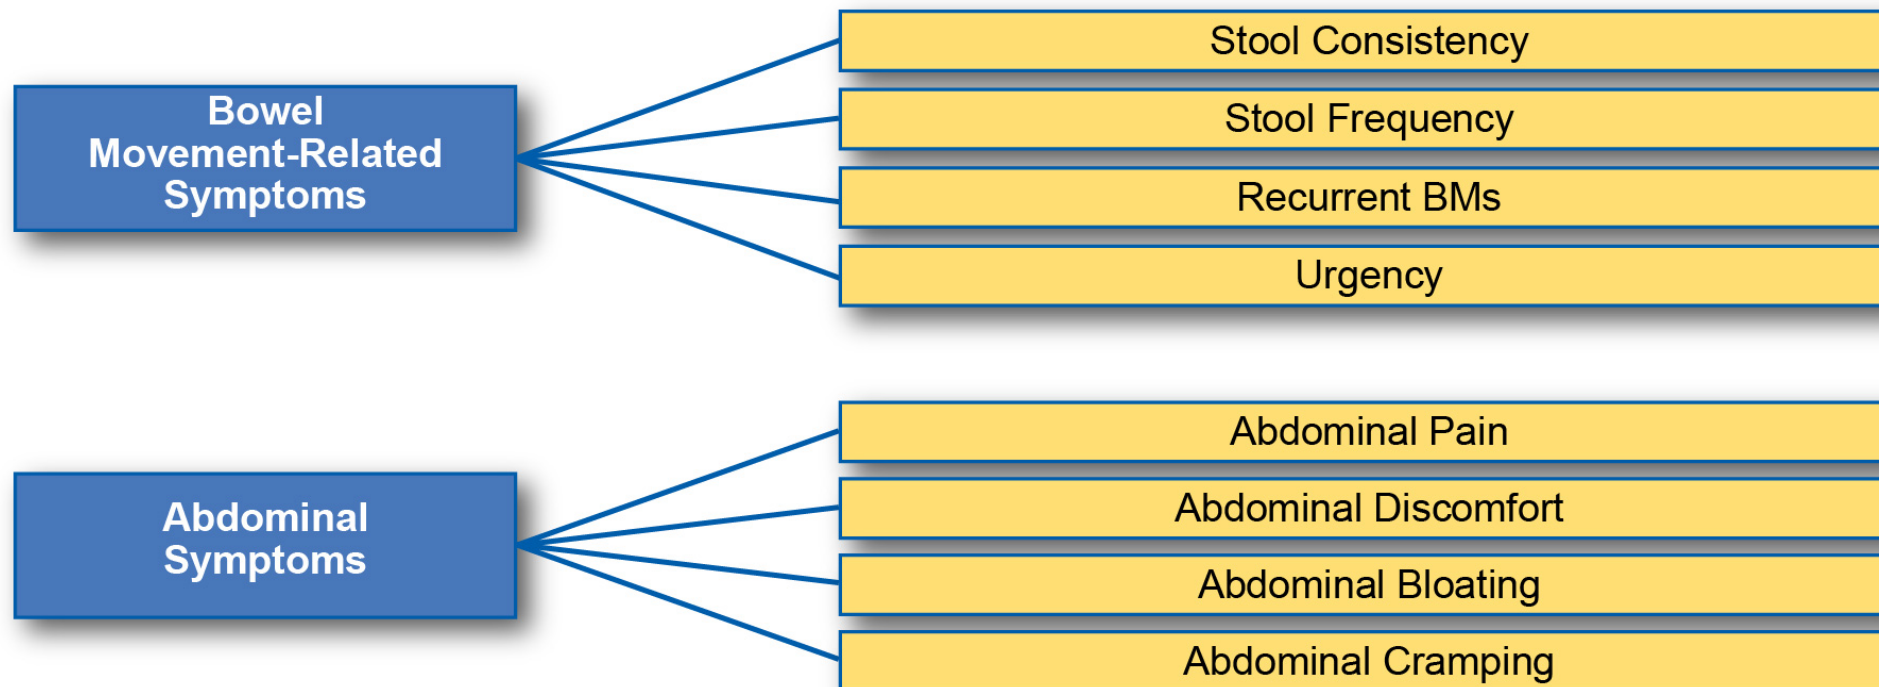 Bowel
Movement-Related
Symptoms
Stool Consistency
Stool Frequency
Recurrent BMs
Urgency
Abdominal
Symptoms
Abdominal Pain
Abdominal Discomfort
Abdominal Bloating
Abdominal Cramping